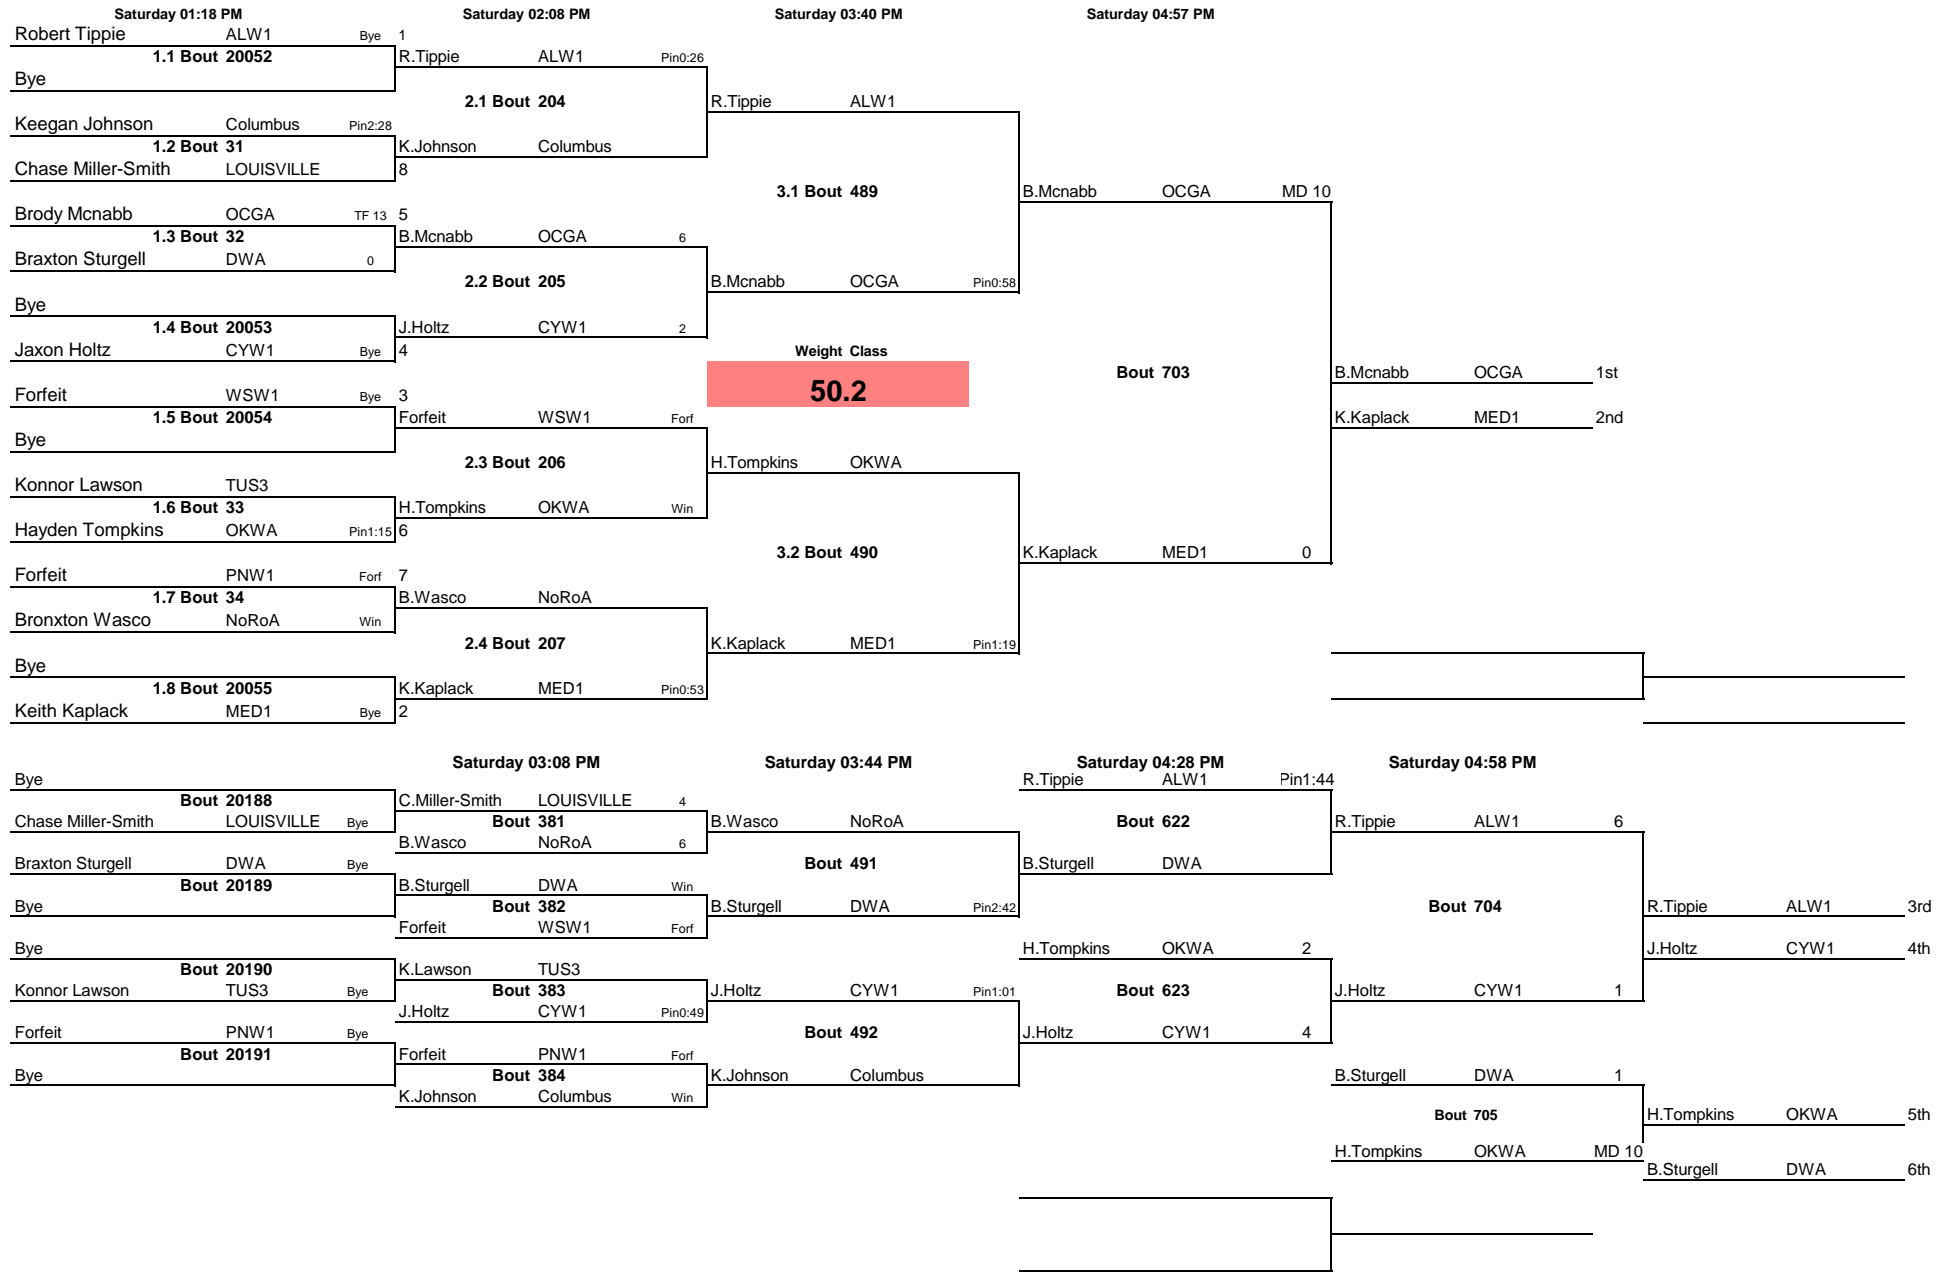 Saturday 01:18 PM Saturday 02:08 PM Saturday 03:40 PM Saturday 04:57 PM
Robert Tippie ALW1 Bye 1
1.1 Bout 20052 R.Tippie ALW1 Pin0:26
Bye
2.1 Bout 204 R.Tippie ALW1
Keegan Johnson Columbus Pin2:28
1.2 Bout 31 K.Johnson Columbus
Chase Miller-Smith LOUISVILLE 8
3.1 Bout 489 B.Mcnabb OCGA MD 10
Brody Mcnabb OCGA TF 13 5
1.3 Bout 32 B.Mcnabb OCGA 6
Braxton Sturgell DWA 0
2.2 Bout 205 B.Mcnabb OCGA Pin0:58
Bye
1.4 Bout 20053 J.Holtz CYW1 2
Jaxon Holtz CYW1 Bye 4 Weight Class
Bout 703 B.Mcnabb OCGA 1st
Forfeit WSW1 Bye 3 50.2
1.5 Bout 20054 Forfeit WSW1 Forf K.Kaplack MED1 2nd
Bye
2.3 Bout 206 H.Tompkins OKWA
Konnor Lawson TUS3
1.6 Bout 33 H.Tompkins OKWA Win
Hayden Tompkins OKWA Pin1:15 6
3.2 Bout 490 K.Kaplack MED1 0
Forfeit PNW1 Forf 7
1.7 Bout 34 B.Wasco NoRoA
Bronxton Wasco NoRoA Win
2.4 Bout 207 K.Kaplack MED1 Pin1:19
Bye
1.8 Bout 20055 K.Kaplack MED1 Pin0:53
Keith Kaplack MED1 Bye 2
Saturday 03:08 PM Saturday 03:44 PM Saturday 04:28 PM Saturday 04:58 PM
Bye R.Tippie ALW1 Pin1:44
Bout 20188 C.Miller-Smith LOUISVILLE 4
Chase Miller-Smith LOUISVILLE Bye Bout 381 B.Wasco NoRoA Bout 622 R.Tippie ALW1 6
B.Wasco NoRoA 6
Braxton Sturgell DWA Bye Bout 491 B.Sturgell DWA
Bout 20189 B.Sturgell DWA Win
Bye Bout 382 B.Sturgell DWA Pin2:42 Bout 704 R.Tippie ALW1 3rd
Forfeit WSW1 Forf
Bye H.Tompkins OKWA 2 J.Holtz CYW1 4th
Bout 20190 K.Lawson TUS3
Konnor Lawson TUS3 Bye Bout 383 J.Holtz CYW1 Pin1:01 Bout 623 J.Holtz CYW1 1
J.Holtz CYW1 Pin0:49
Forfeit PNW1 Bye Bout 492 J.Holtz CYW1 4
Bout 20191 Forfeit PNW1 Forf
Bye Bout 384 K.Johnson Columbus B.Sturgell DWA 1
K.Johnson Columbus Win
Bout 705 H.Tompkins OKWA 5th
H.Tompkins OKWA MD 10
B.Sturgell DWA 6th